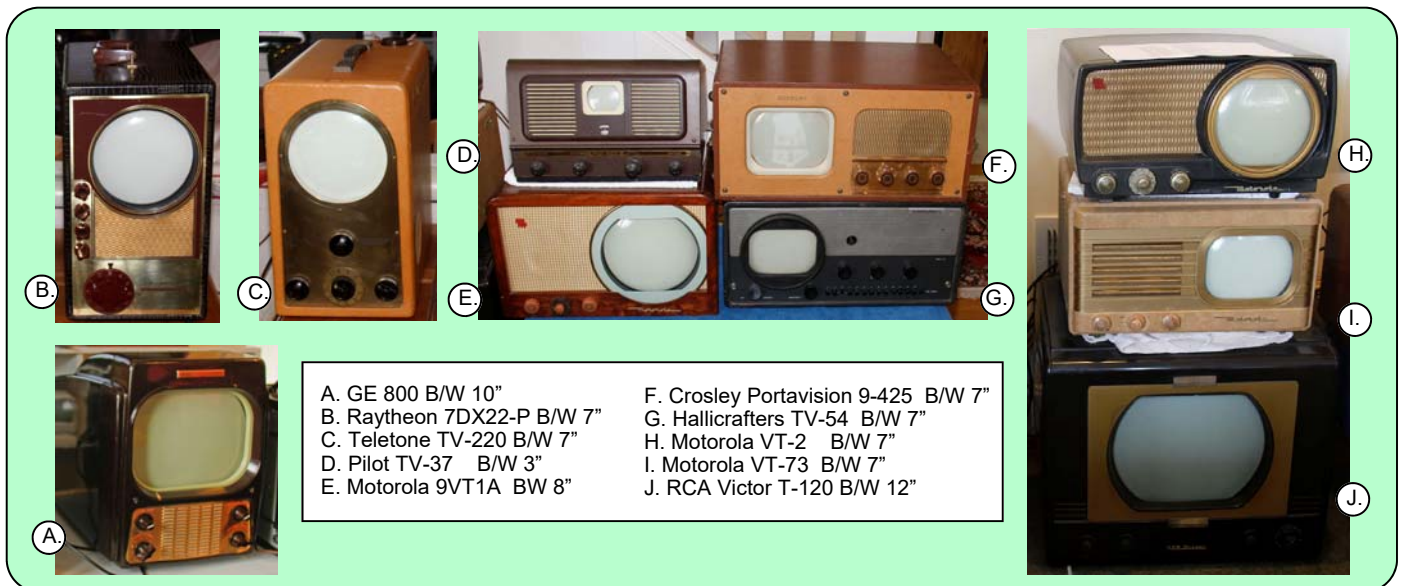 B.
C.
D.
F.
H.
E.
G.
I.
A.
J.
A. GE 800 B/W 10”
B. Raytheon 7DX22-P B/W 7”
C. Teletone TV-220 B/W 7”
D. Pilot TV-37 B/W 3”
E. Motorola 9VT1A BW 8”
F. Crosley Portavision 9-425 B/W 7”
G. Hallicrafters TV-54 B/W 7”
H. Motorola VT-2 B/W 7”
I. Motorola VT-73 B/W 7”
J. RCA Victor T-120 B/W 12”